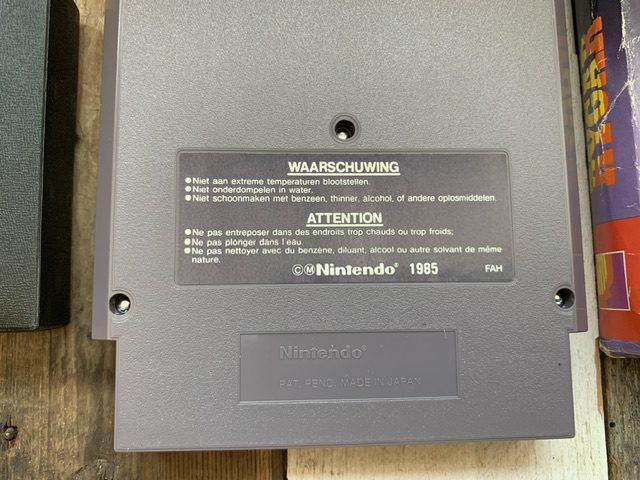 WAARSCHUWING
●Niet aan extreme temperaturen blootstellen.
●Niet onderdompelen in water.
●Niet schoonmaken met benzeen, thinner, alcohol, of andere oplosmiddelen.
ATTENTION
●Ne pas entreposer dans des endroits trop chauds ou trop froids;
●Ne pas plonger dans l'eau.
●Ne pas nettoyer avec du benzène, diluant, alcool ou autre solvant de même
nature.
©ⓂNintendo® 1985 FAH
Nintendo®
PAT. PEND. MADE IN JAPAN